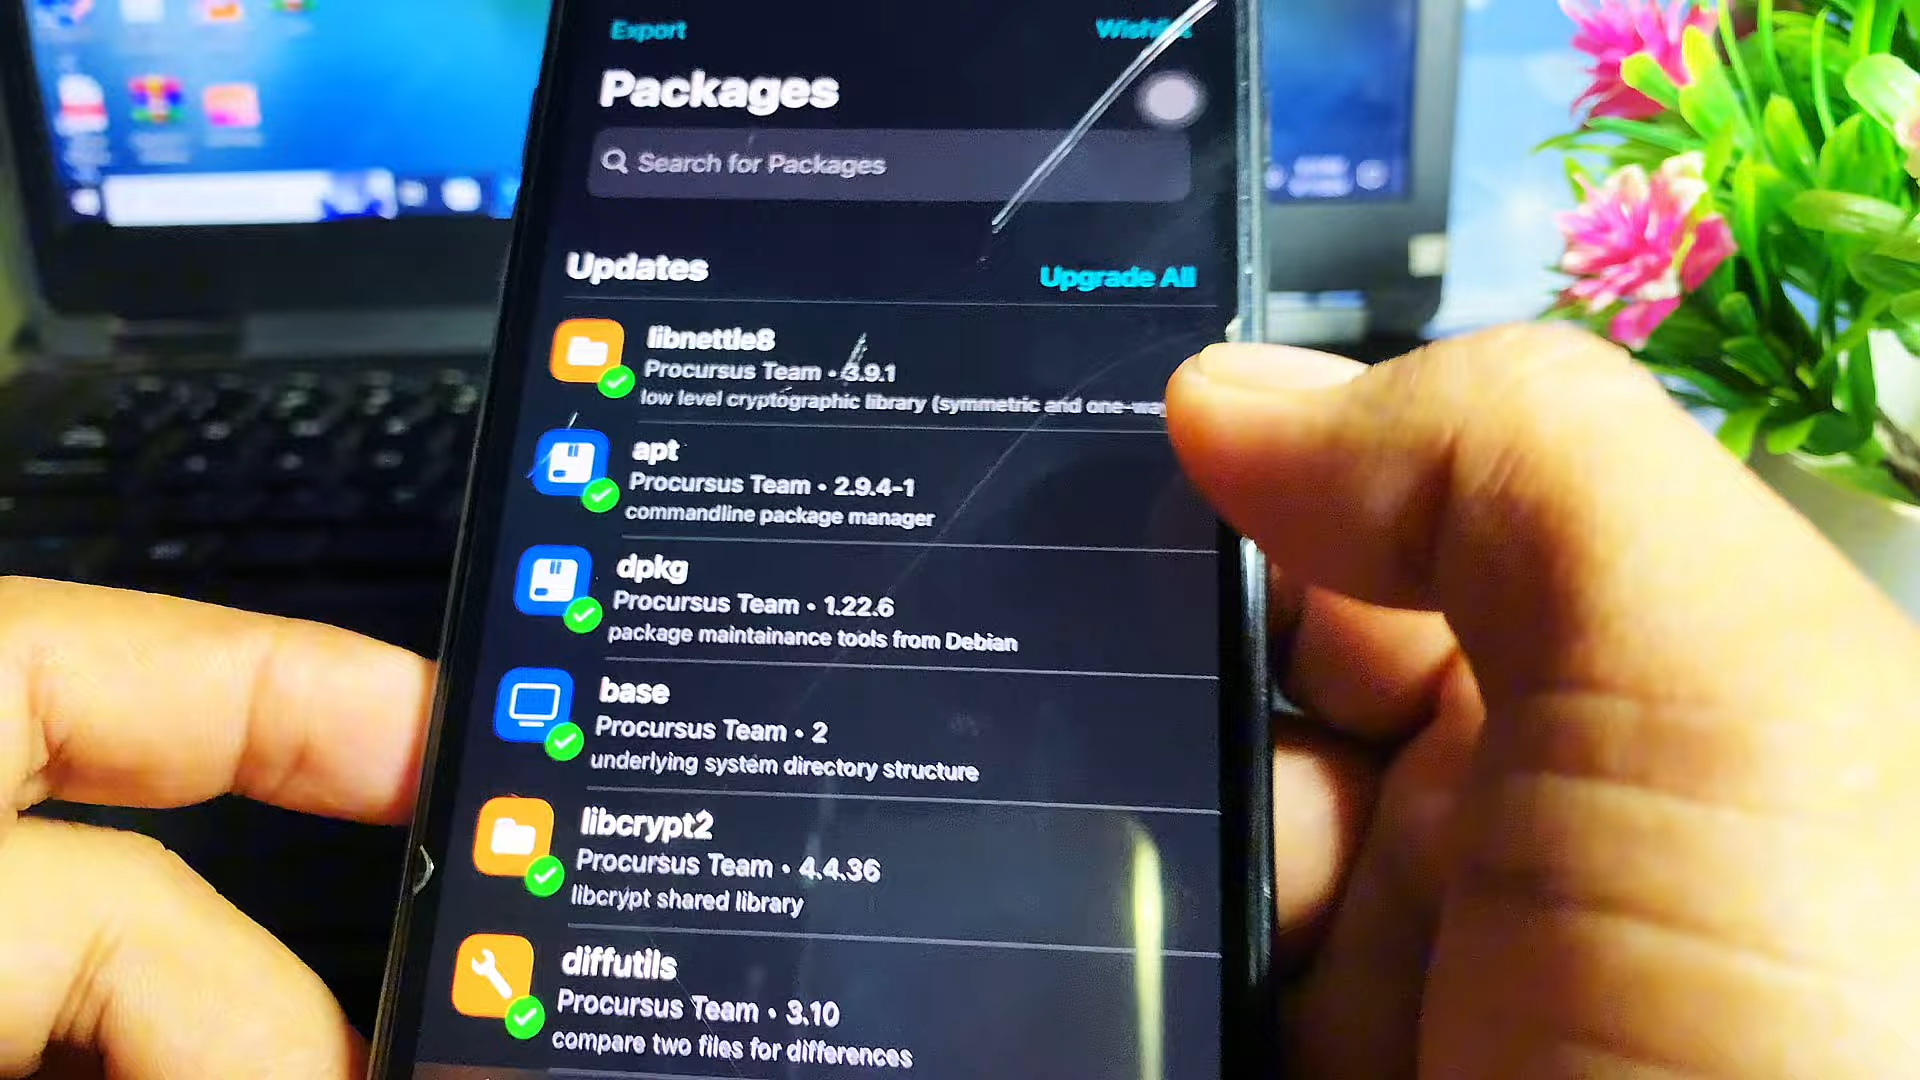 Export
Packages
Search for Packages
Updates
Upgrade All
libnettle8
Procursus Team • 3.9.1
low level cryptographic library (symmetric and one-way
apt
Procursus Team • 2.9.4-1
commandline package manager
dpkg
Procursus Team • 1.22.6
package maintainance tools from Debian
base
Procursus Team • 2
underlying system directory structure
libcrypt2
Procursus Team • 4.4.36
libcrypt shared library
diffutils
Procursus Team • 3.10
compare two files for differences